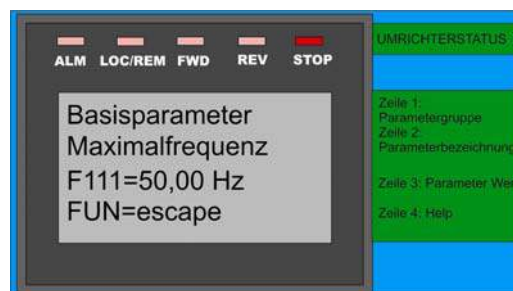 ALM LOC/REM FWD REV STOP
Basisparameter
Maximalfrequenz
F111=50,00 Hz
FUN=escape
UMRICHTERSTATUS
Zeile 1:
Parametergruppe
Zeile 2:
Parameterbezeichnung
Zeile 3: Parameter Wer
Zeile 4: Help